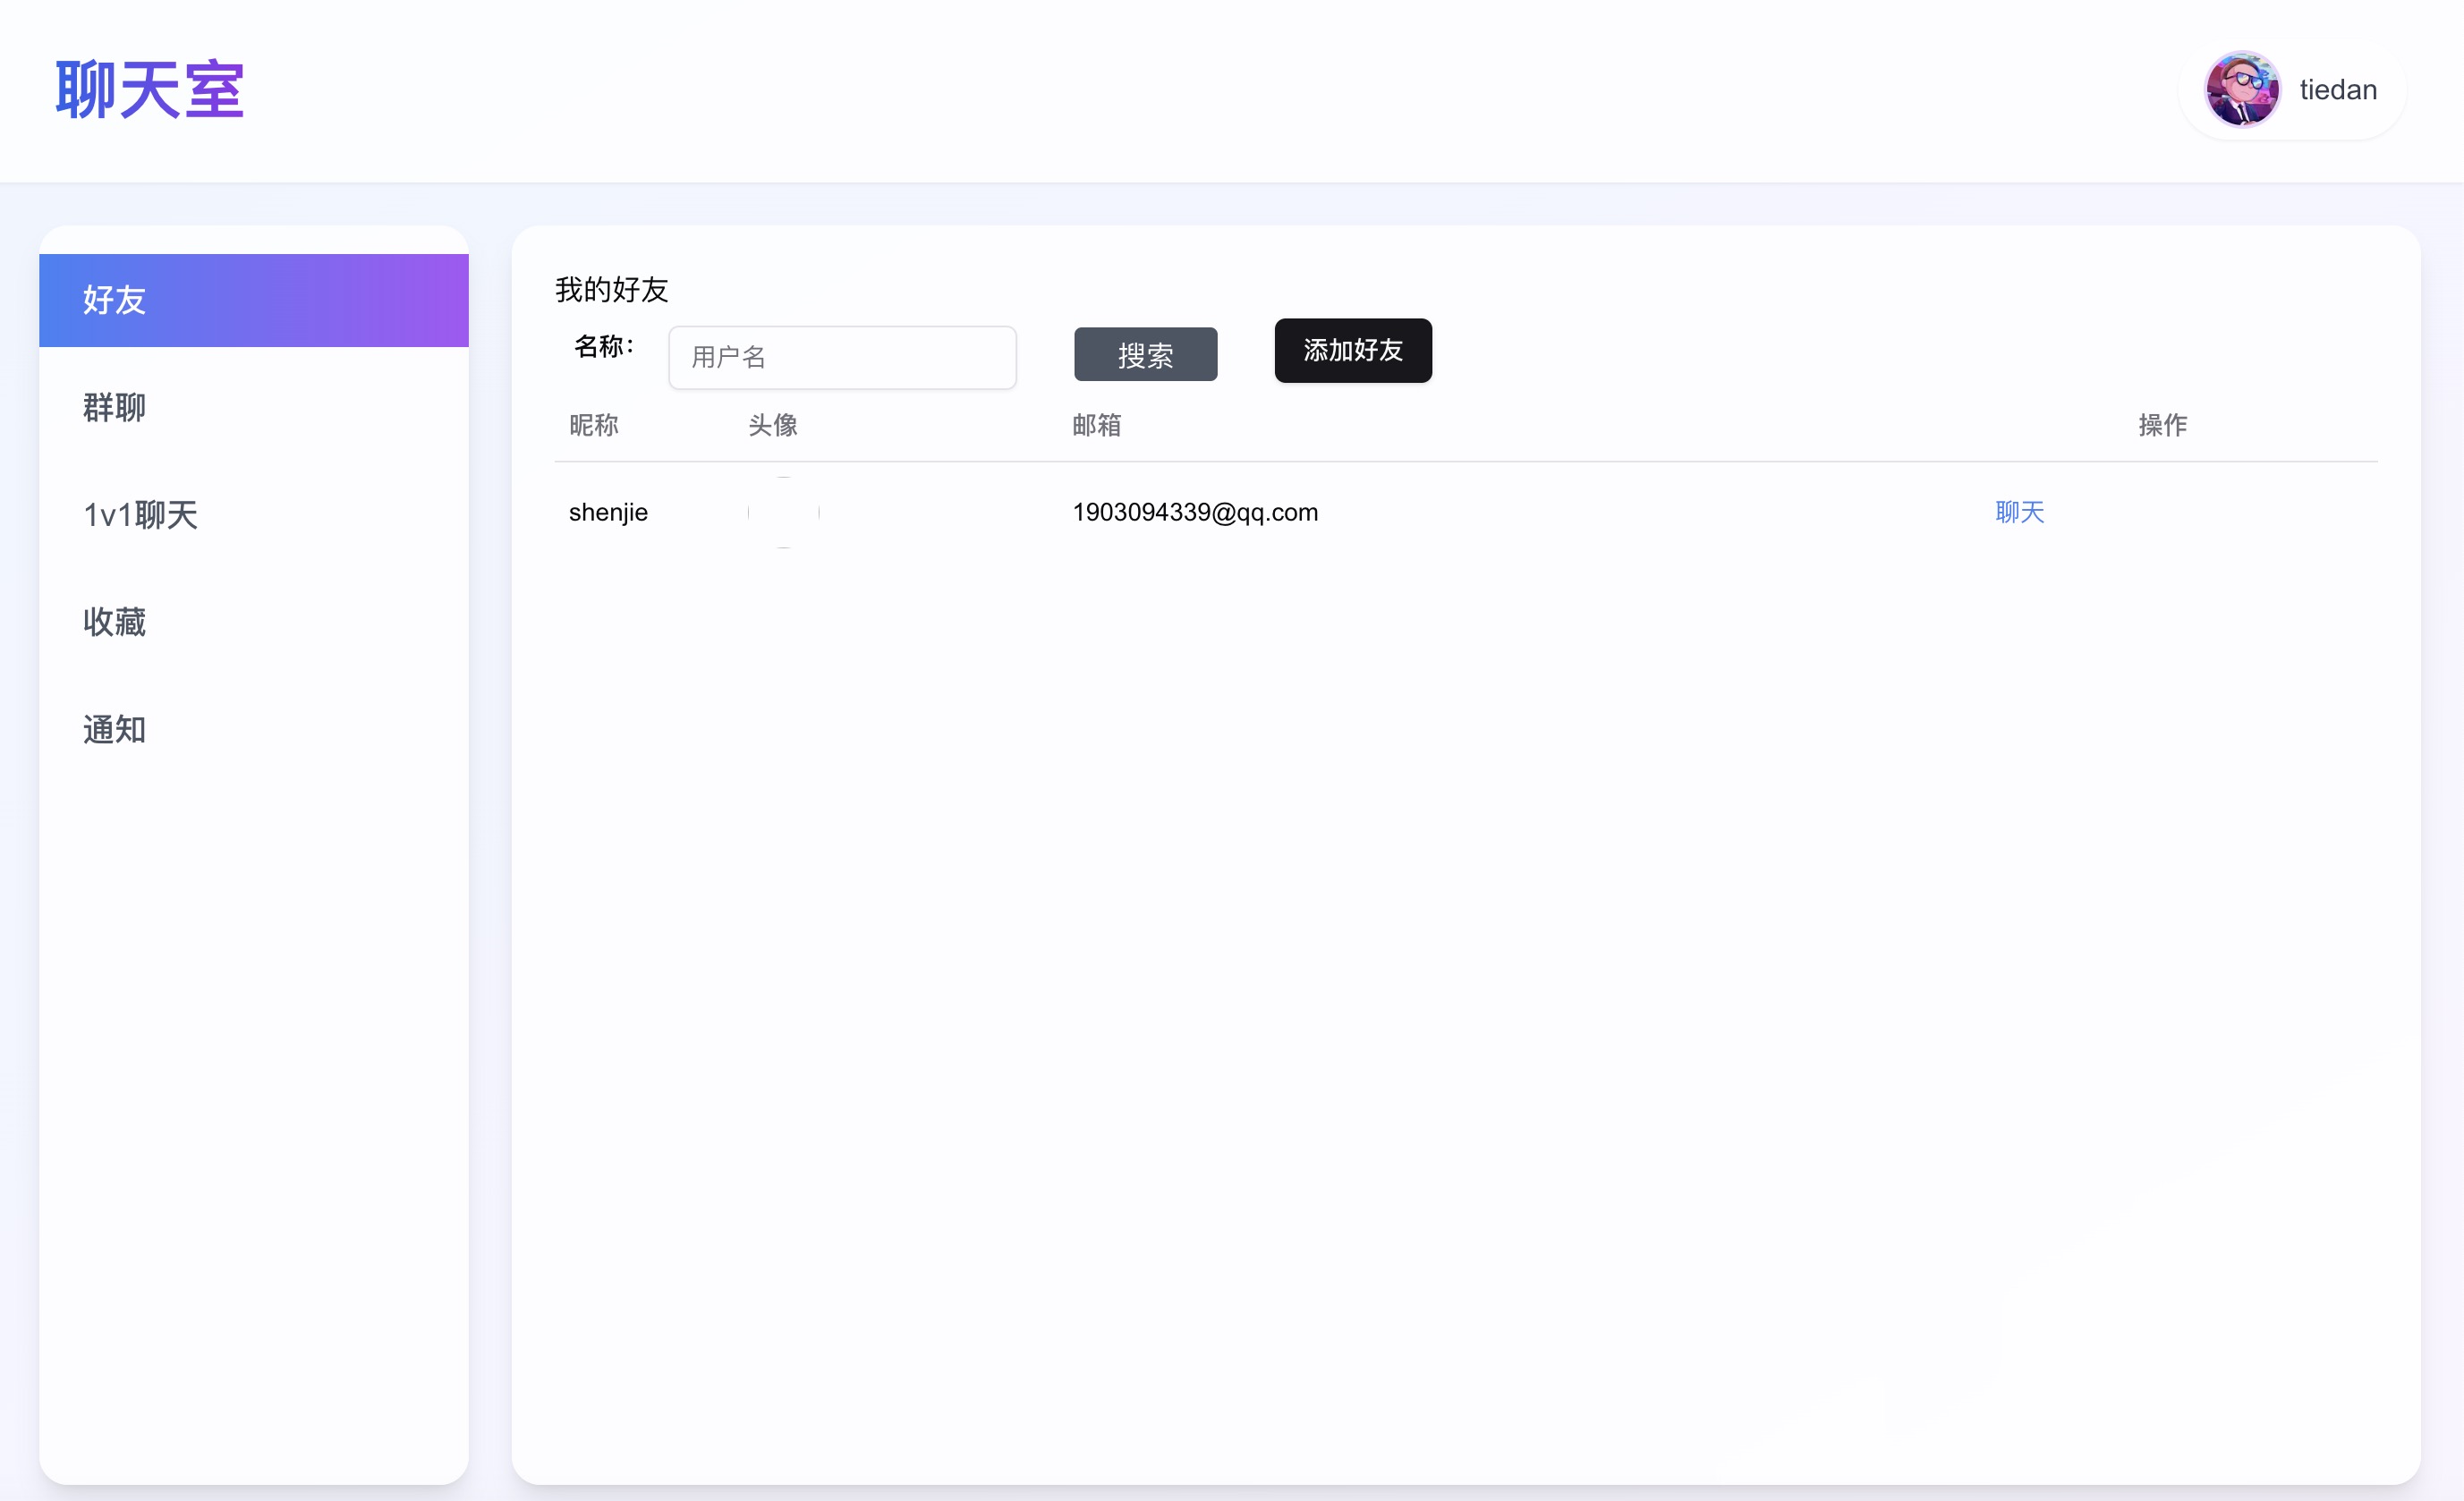 聊天室
tiedan
好友
群聊
1v1聊天
收藏
通知
我的好友
名称： 用户名 搜索 添加好友
昵称 头像 邮箱 操作
shenjie 1903094339@qq.com 聊天